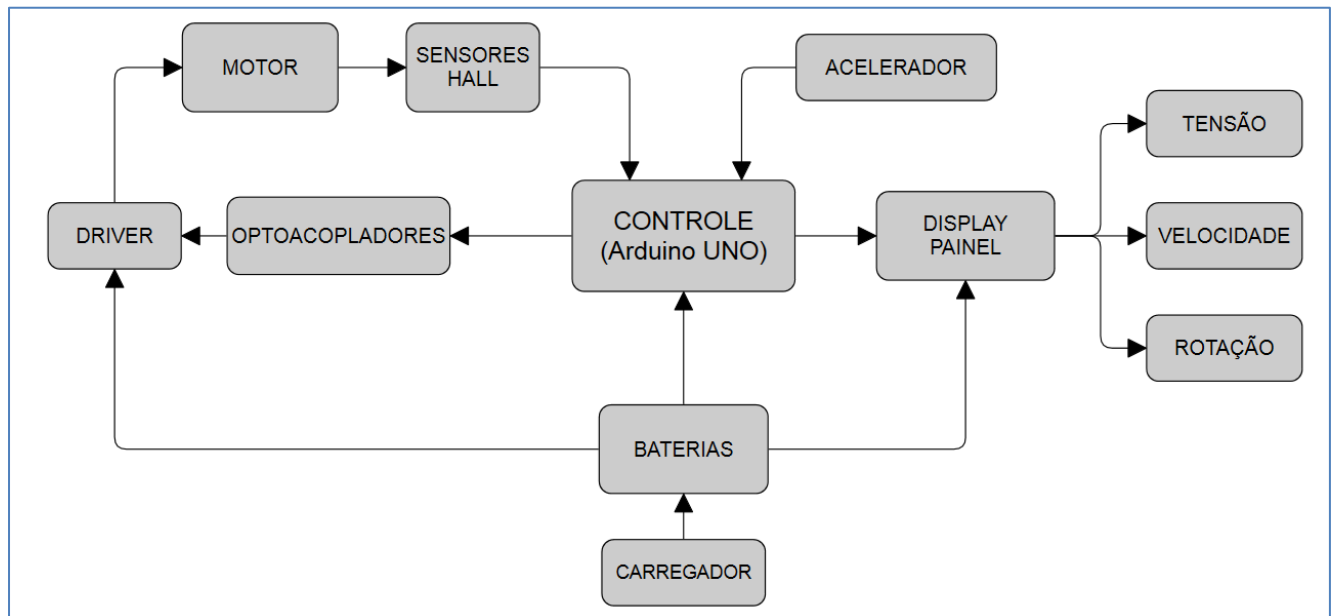 MOTOR
SENSORES
HALL
ACELERADOR
TENSÃO
DRIVER
OPTOACOPLADORES
CONTROLE
(Arduino UNO)
DISPLAY
PAINEL
VELOCIDADE
ROTAÇÃO
BATERIAS
CARREGADOR